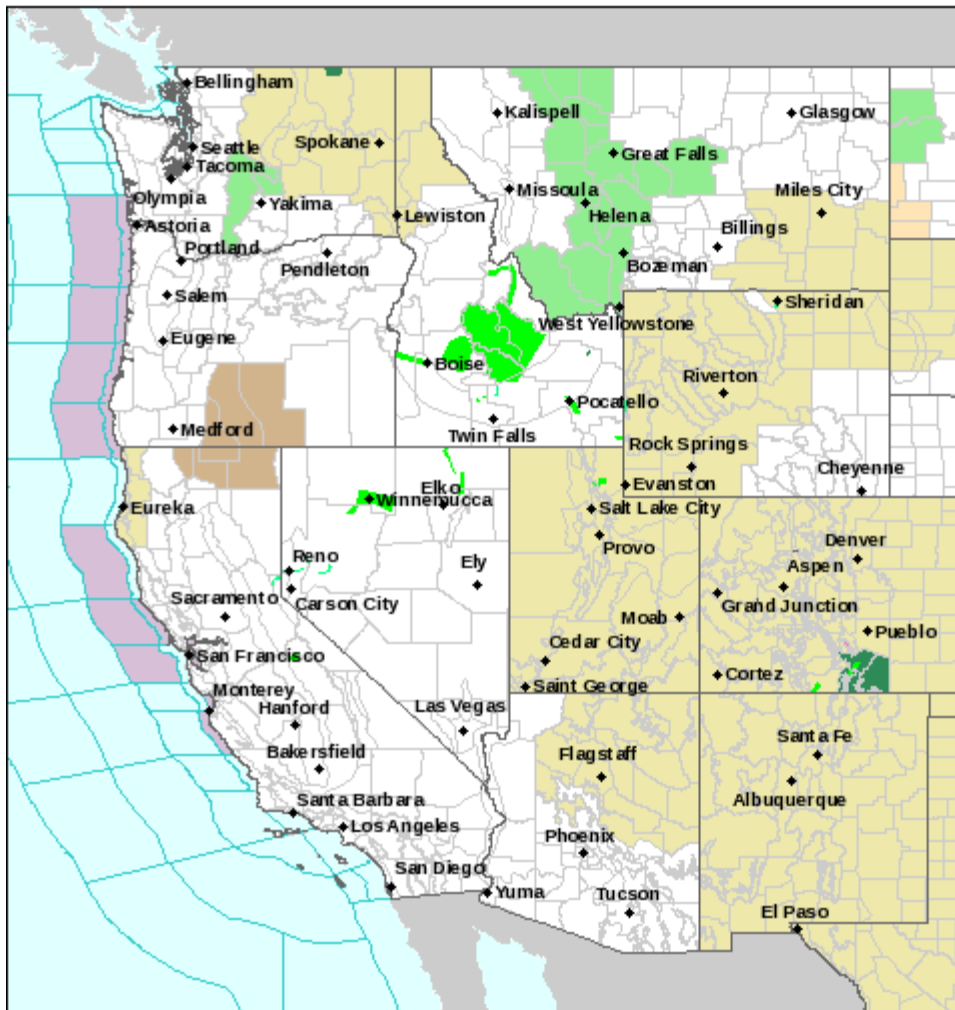 Bellingham
Kalispell
Glasgow
Seattle
Spokane
Great Falls
Tacoma
Missoula
Miles City
Olympia
Yakima
Lewiston
Helena
Astoria
Billings
Portland
Pendleton
Bozeman
Salem
Sheridan
West Yellowstone
Eugene
Boise
Riverton
Pocatello
Medford
Twin Falls
Rock Springs
Cheyenne
Elko
Evanston
Winnemucca
Eureka
Salt Lake City
Provo
Denver
Reno
Ely
Aspen
Sacramento
Carson City
Grand Junction
Moab
Pueblo
San Francisco
Cedar City
Cortez
Monterey
Saint George
Hanford
Las Vegas
Bakersfield
Santa Fe
Flagstaff
Albuquerque
Santa Barbara
Los Angeles
Phoenix
San Diego
Yuma
Tucson
El Paso